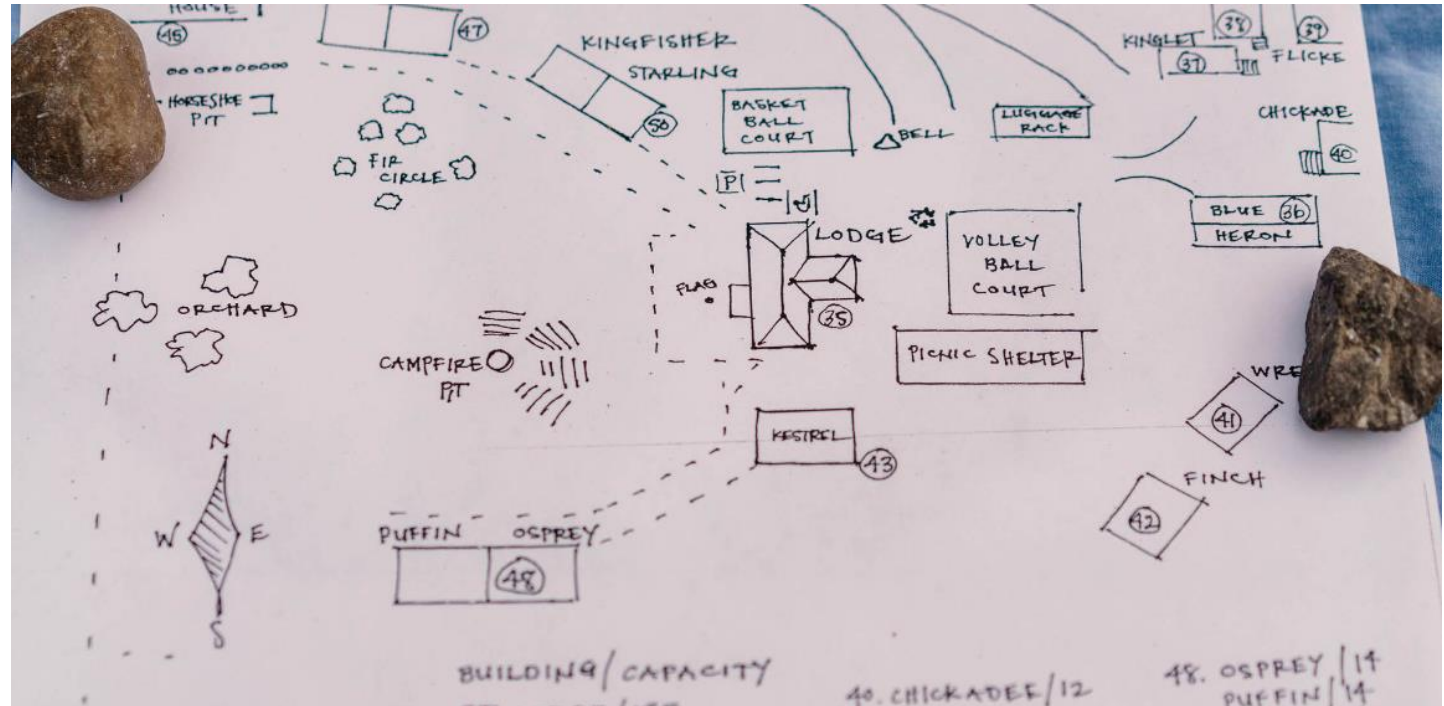 HOUSE
45
47
HORSESHOE
PIT
KINGFISHER
STARLING
50
FIR
CIRCLE
BASKET
BALL
COURT
BELL
LUGGAGE
RACK
KINGLET
37
38
39
FLICKE
CHICKADE
40
BLUE 36
HERON
P
LODGE
35
FLAG
VOLLEY
BALL
COURT
PICNIC SHELTER
ORCHARD
CAMPFIRE
PIT
KESTREL
43
WRE
41
FINCH
42
N
W E
S
PUFFIN OSPREY
48
BUILDING/CAPACITY
40. CHICKADEE/12
48. OSPREY/14
PUFFIN/14